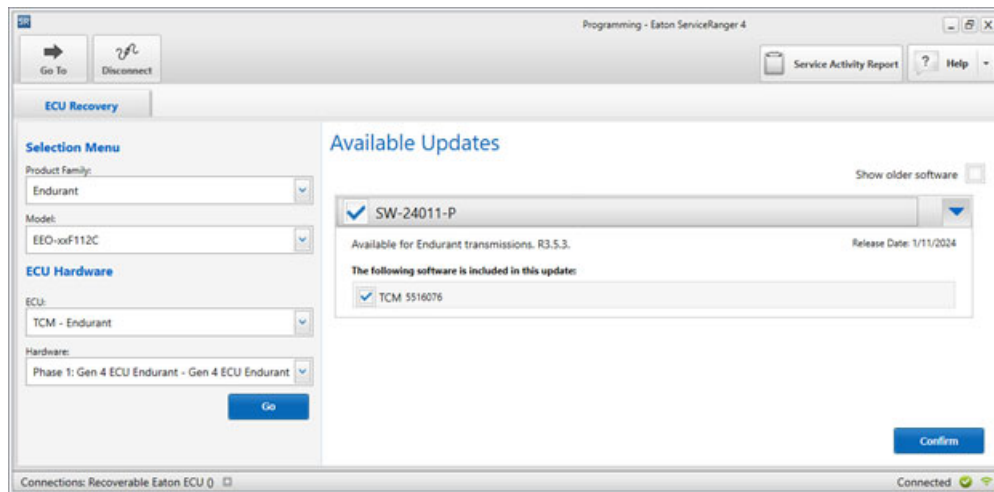 SR
Programming - Eaton ServiceRanger 4
Go To
Disconnect
Service Activity Report
? Help
ECU Recovery
Selection Menu
Product Family:
Endurant
Model:
EEO-xxF112C
ECU Hardware
ECU:
TCM - Endurant
Hardware:
Phase 1: Gen 4 ECU Endurant - Gen 4 ECU Endurant
Go
Available Updates
Show older software
SW-24011-P
Available for Endurant transmissions. R3.5.3.
Release Date: 1/11/2024
The following software is included in this update:
TCM 5516076
Confirm
Connections: Recoverable Eaton ECU ()
Connected